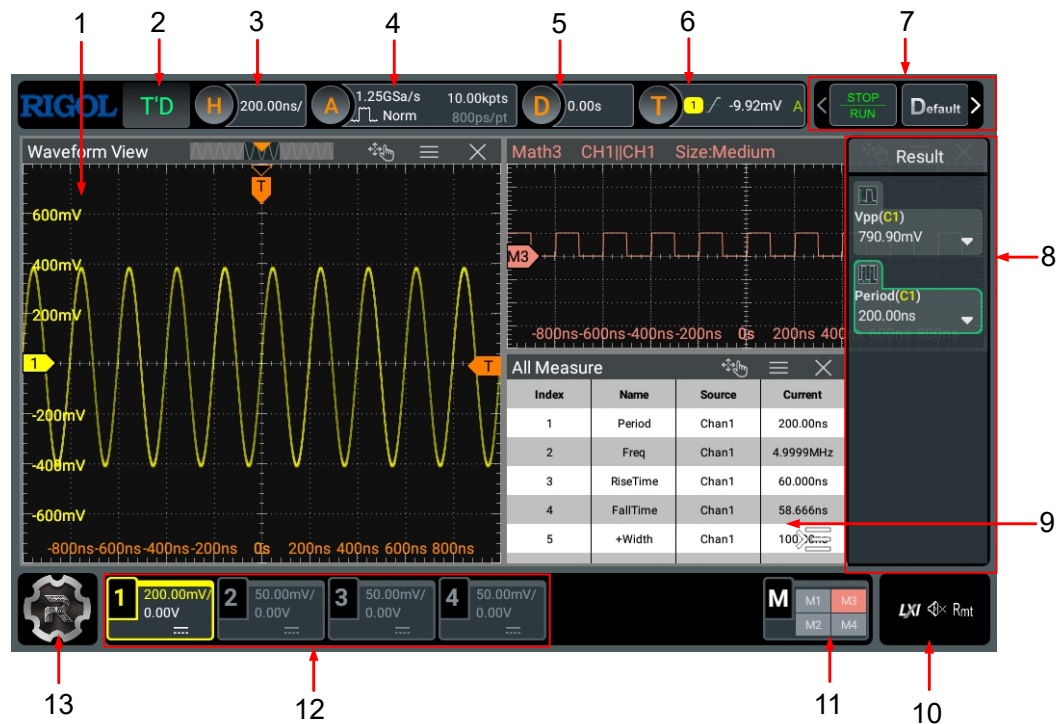 1 2 3 4 5 6 7
RIGOL T'D H 200.00ns/ A 1.25GSa/s 10.00kpts D 0.00s T 1 -9.92mV A STOP
Norm 800ps/pt RUN Default
Waveform View
T
600mV
400mV
200mV
1 T
-200mV
-400mV
-600mV
-800ns -600ns -400ns -200ns 0s 200ns 400ns 600ns 800ns
Math3 CH1||CH1 Size:Medium
M3
-800ns -600ns -400ns -200ns 0s 200ns 400
Result
Vpp(C1)
790.90mV
Period(C1)
200.00ns
8
All Measure
Index Name Source Current
1 Period Chan1 200.00ns
2 Freq Chan1 4.9999MHz
3 RiseTime Chan1 60.000ns
4 FallTime Chan1 58.666ns
5 +Width Chan1
9
R
1 200.00mV/ 0.00V
2 50.00mV/ 0.00V
3 50.00mV/ 0.00V
4 50.00mV/ 0.00V
M M1 M3
M2 M4
LXI Rmt
13 12 11 10